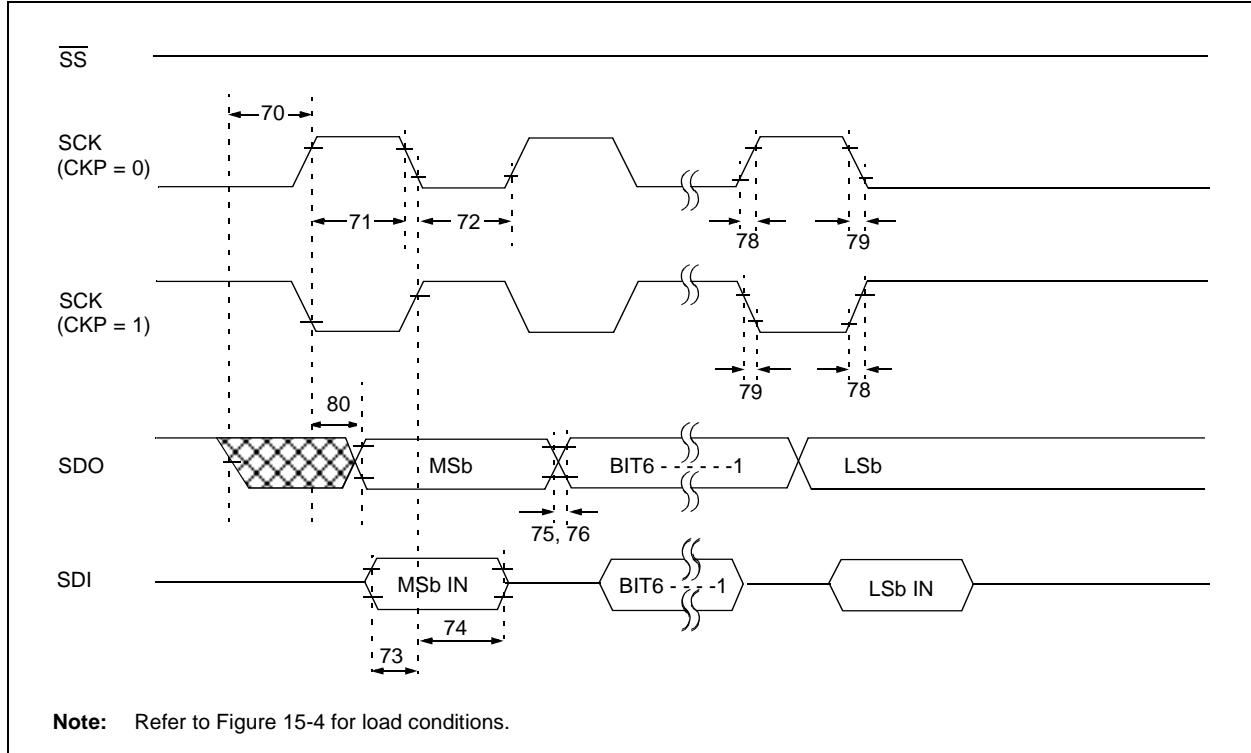 SS
70
SCK
(CKP = 0)
71
72
78
79
SCK
(CKP = 1)
79
78
80
SDO
MSb
BIT6 - - - - - -1
LSb
75, 76
SDI
MSb IN
BIT6 - - - -1
LSb IN
74
73
Note: Refer to Figure 15-4 for load conditions.